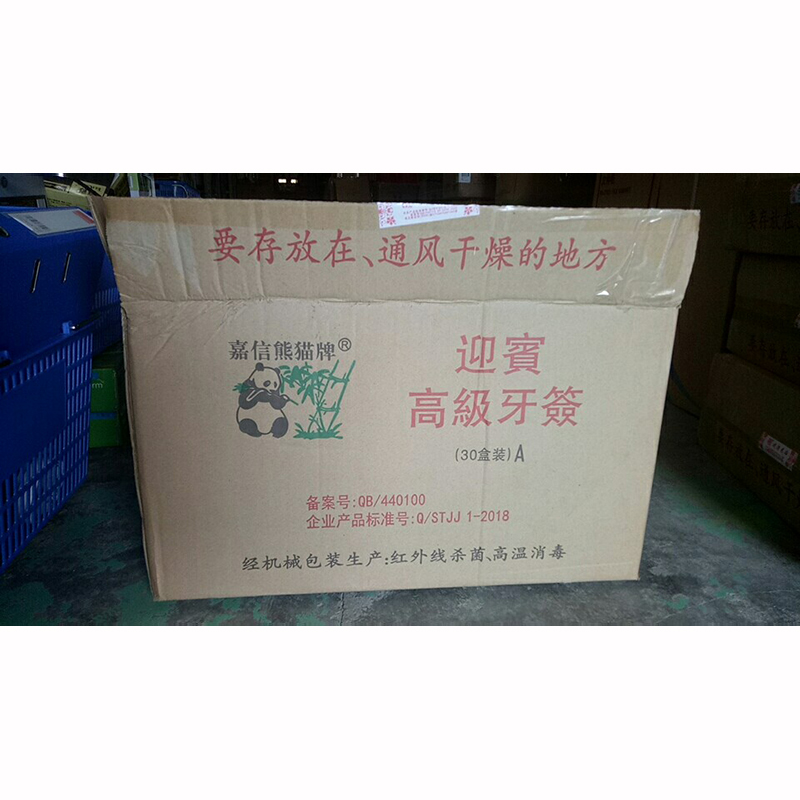 要存放在、通风干燥的地方
嘉信熊猫牌®
迎賓
高級牙簽
(30盒装)A
备案号:QB/440100
企业产品标准号:Q/STJJ 1-2018
经机械包装生产:红外线杀菌、高温消毒